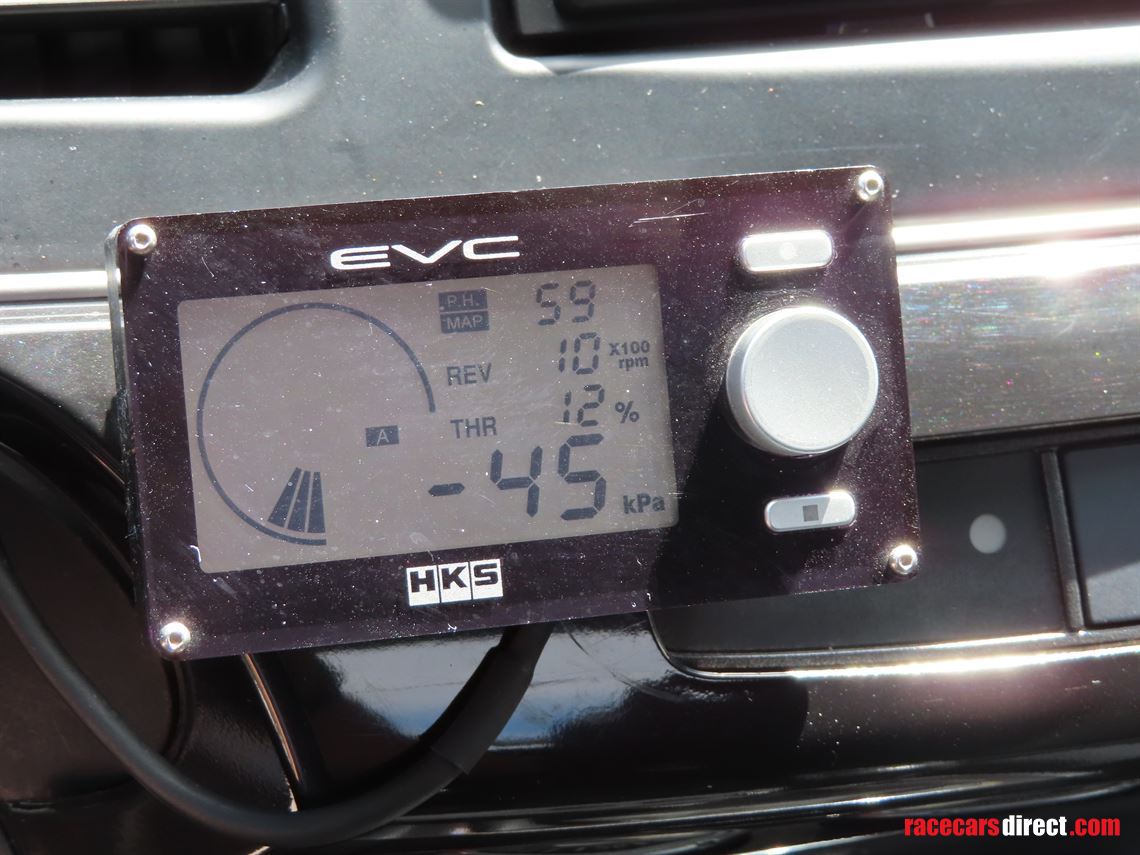 EVC
P.H.
MAP
59
REV 10 X100 rpm
A
THR 12 %
-45 kPa
HKS
racecarsdirect.com